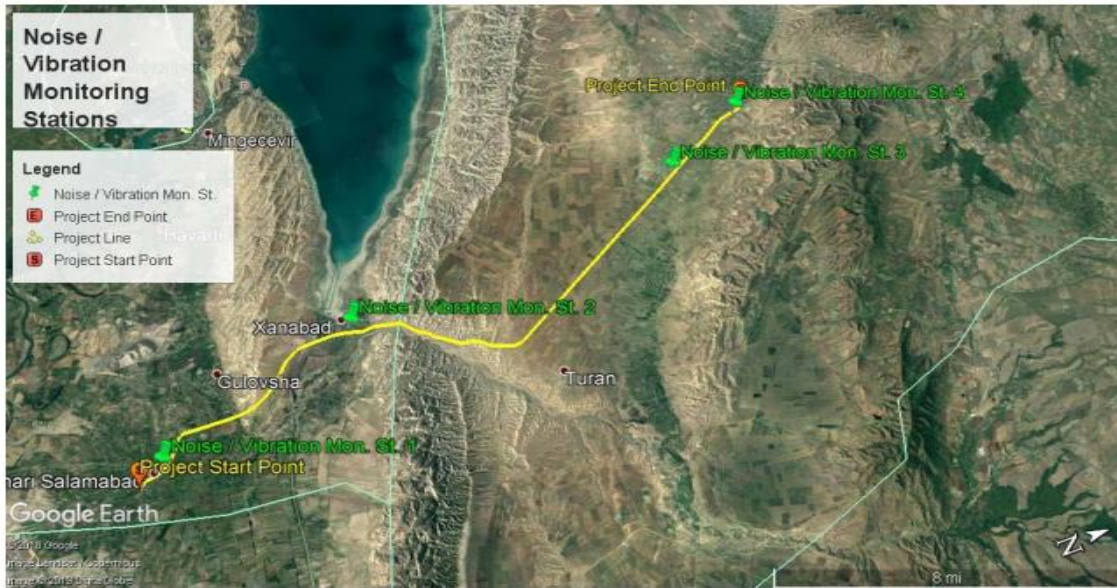 Noise /
Vibration
Monitoring
Stations
Legend
Noise / Vibration Mon. St.
E Project End Point
Project Line
S Project Start Point
Mingecevir
Project End Point
Noise / Vibration Mon. St. 4
Noise / Vibration Mon. St. 3
Noise / Vibration Mon. St. 2
Xanabad
Gulovsha
Turan
Noise / Vibration Mon. St. 1
Project Start Point
Google Earth
N
8 mi